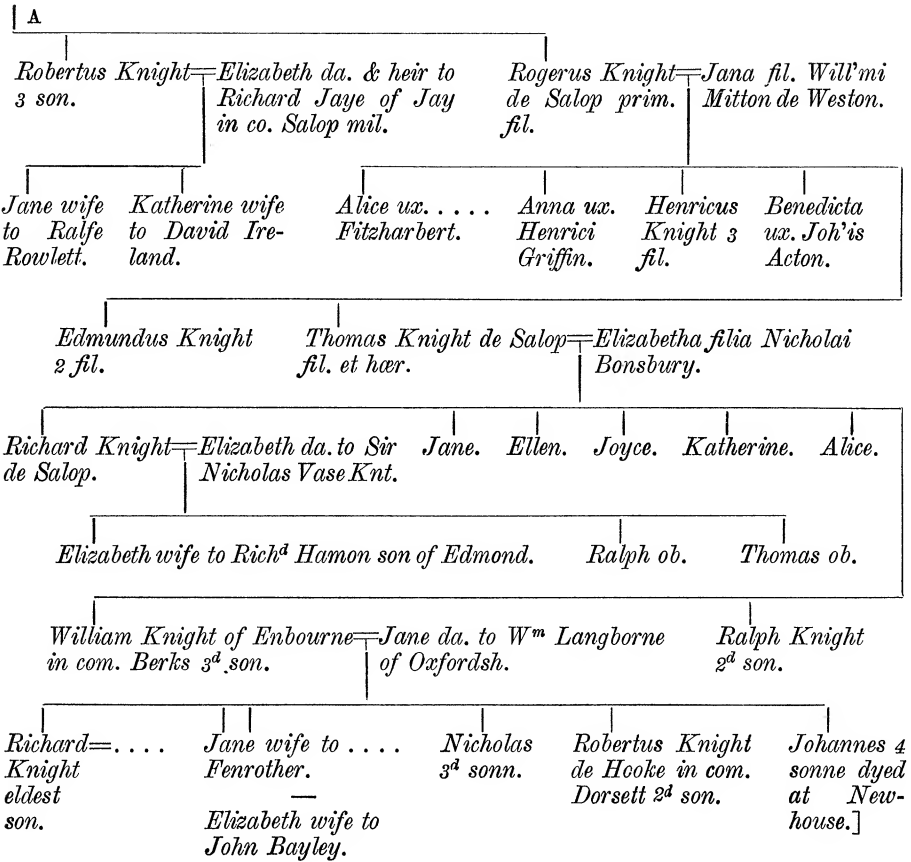 A
Robertus Knight=Elizabeth da. & heir to
3 son.
Richard Jaye of Jay
in co. Salop mil.
Rogerus Knight=Jana fil. Will'mi
de Salop prim.
fil.
Mitton de Weston.
Jane wife
to Ralfe
Rowlett.
Katherine wife
to David Ire-
land.
Alice ux. . . . .
Fitzharbert.
Anna ux.
Henrici
Griffin.
Henricus
Knight 3
fil.
Benedicta
ux. Joh'is
Acton.
Edmundus Knight
2 fil.
Thomas Knight de Salop=Elizabetha filia Nicholai
fil. et hær.
Bonsbury.
Richard Knight=Elizabeth da. to Sir
de Salop.
Nicholas Vase Knt.
Jane.
Ellen.
Joyce.
Katherine.
Alice.
Elizabeth wife to Richᵈ Hamon son of Edmond.
Ralph ob.
Thomas ob.
William Knight of Enbourne=Jane da. to Wᵐ Langborne
in com. Berks 3ᵈ son.
of Oxfordsh.
Ralph Knight
2ᵈ son.
Richard=. . . .
Knight
eldest
son.
Jane wife to . . . .
Fenrother.
—
Elizabeth wife to
John Bayley.
Nicholas
3ᵈ sonn.
Robertus Knight
de Hooke in com.
Dorsett 2ᵈ son.
Johannes 4
sonne dyed
at New-
house.]